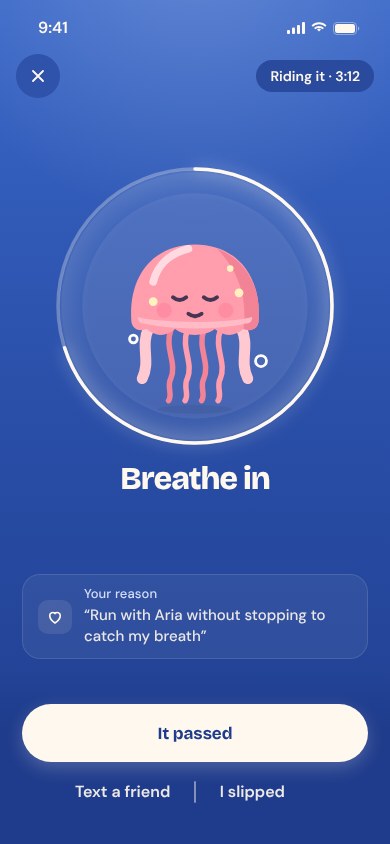 9:41
Riding it · 3:12
Breathe in
Your reason
“Run with Aria without stopping to
catch my breath”
It passed
Text a friend | I slipped